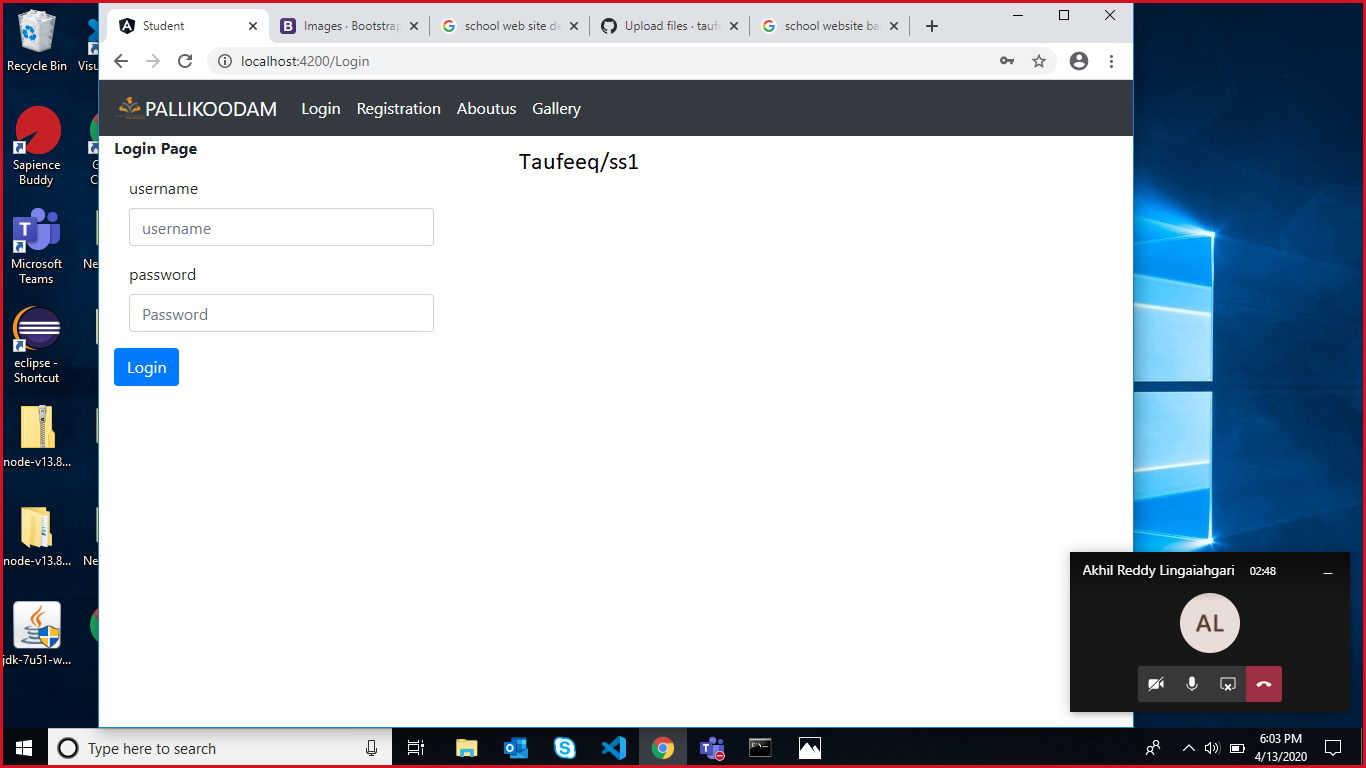 Recycle Bin
Visu
Sapience
Buddy
G
C
Microsoft
Teams
Ne
eclipse -
Shortcut
node-v13.8...
node-v13.8...
Ne
jdk-7u51-w...
Student
Images · Bootstrap
school web site de
Upload files · taufe
school website ba
localhost:4200/Login
PALLIKOODAM
Login
Registration
Aboutus
Gallery
Login Page
Taufeeq/ss1
username
username
password
Password
Login
Akhil Reddy Lingaiahgari
02:48
AL
Type here to search
6:03 PM
4/13/2020